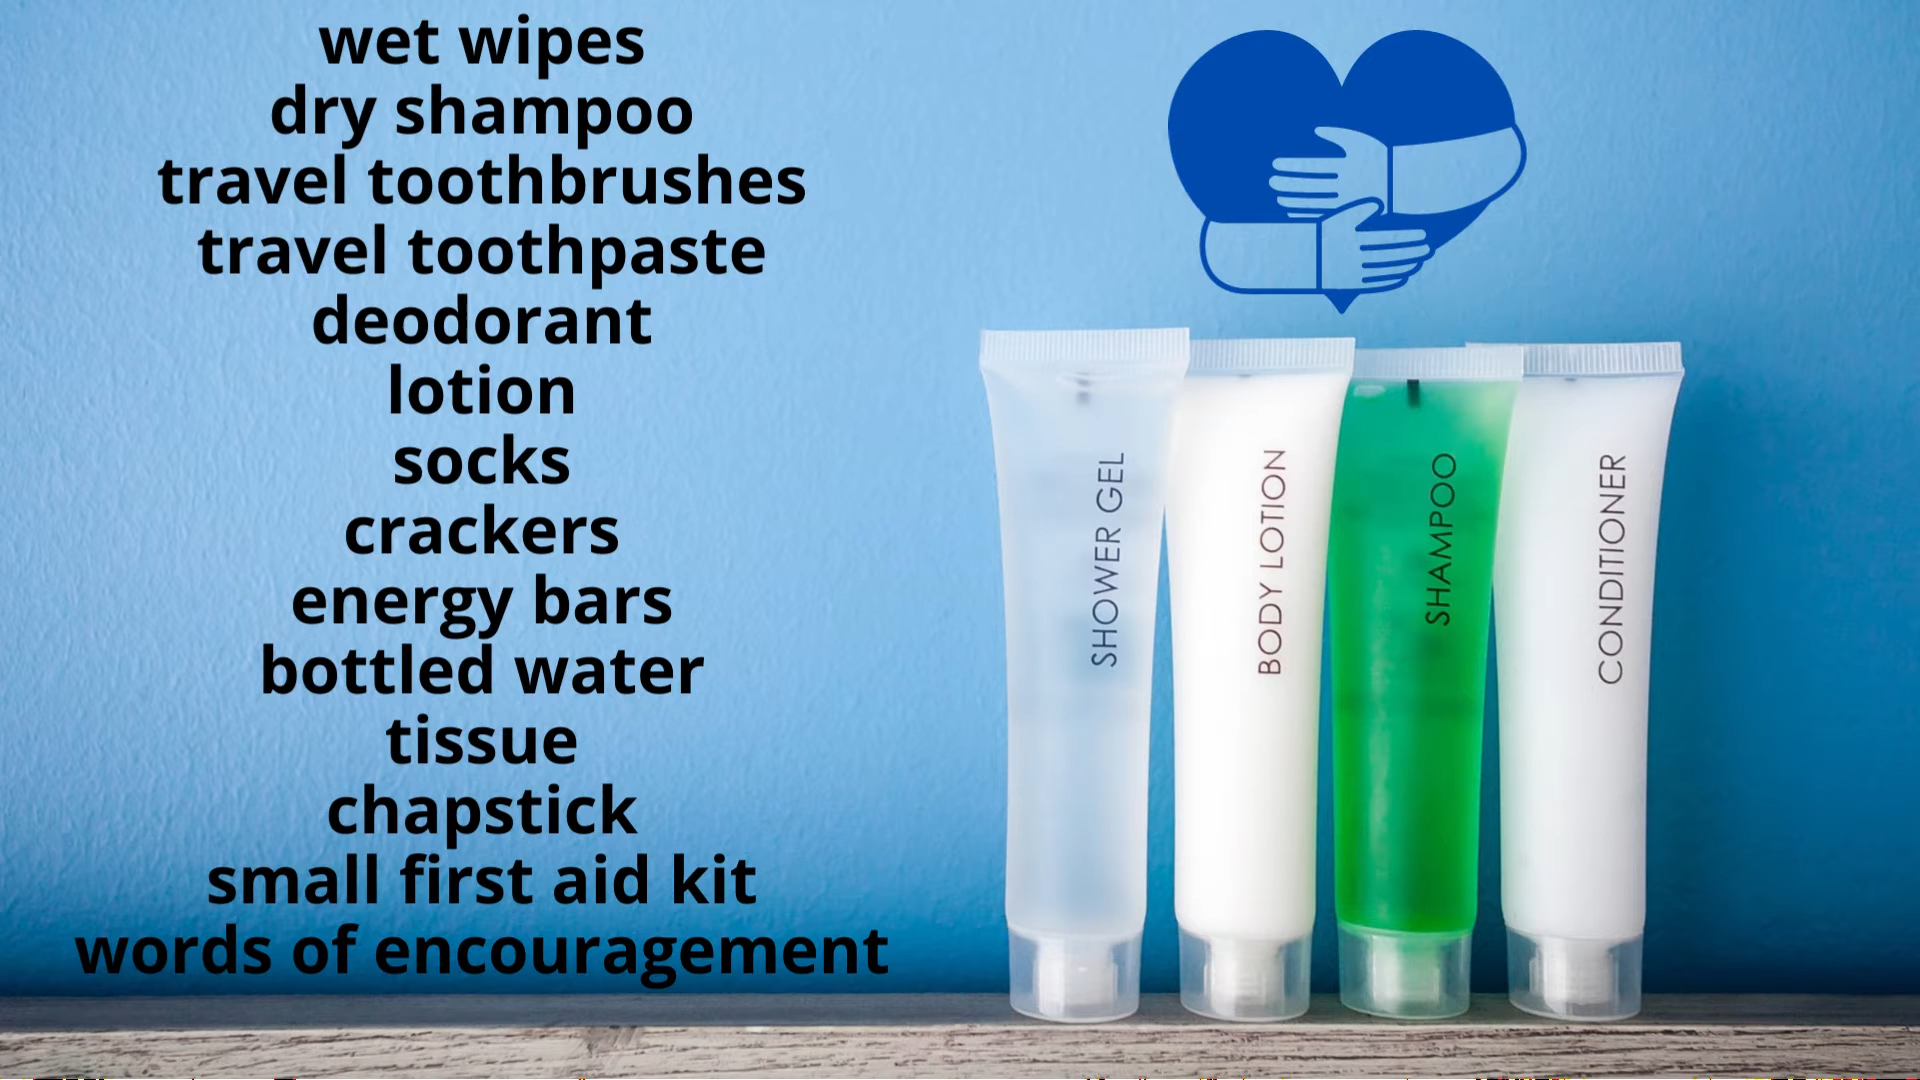 wet wipes
dry shampoo
travel toothbrushes
travel toothpaste
deodorant
lotion
socks
crackers
energy bars
bottled water
tissue
chapstick
small first aid kit
words of encouragement
SHOWER GEL
BODY LOTION
SHAMPOO
CONDITIONER